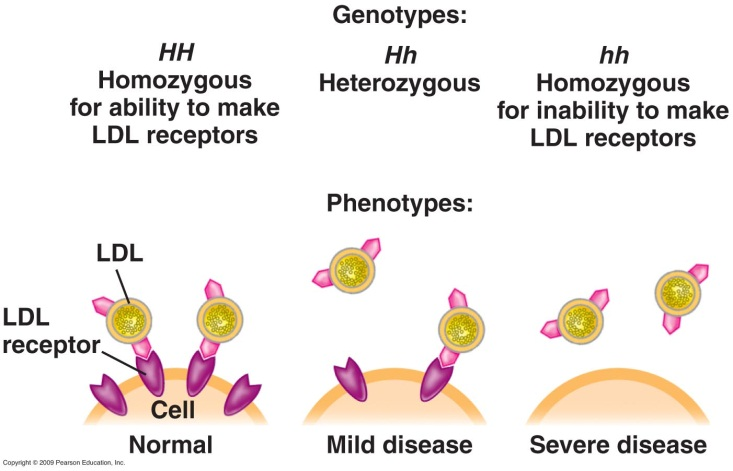 Genotypes:
HH
Homozygous
for ability to make
LDL receptors
Hh
Heterozygous
hh
Homozygous
for inability to make
LDL receptors
Phenotypes:
LDL
LDL
receptor
Cell
Normal
Mild disease
Severe disease
Copyright © 2009 Pearson Education, Inc.